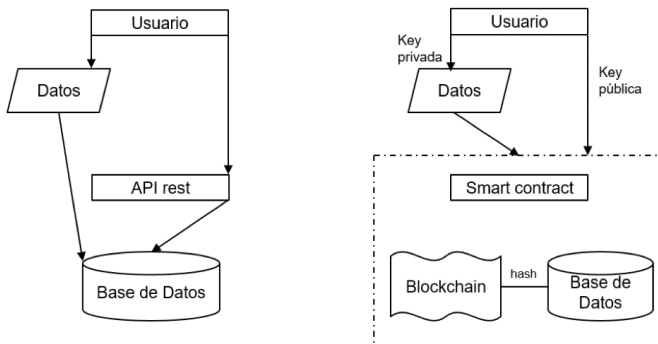 Usuario
Datos
API rest
Base de Datos
Usuario
Key
privada
Datos
Key
pública
Smart contract
Blockchain
hash
Base de
Datos